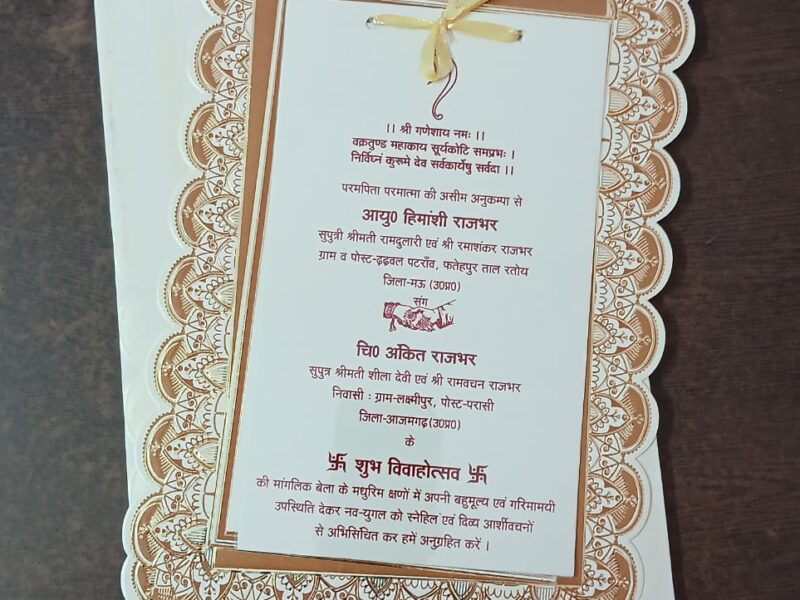 ।। श्री गणेशाय नमः ।।
वक्रतुण्ड महाकाय सूर्यकोटि समप्रभः ।
निर्विघ्नं कुरूमे देव सर्वकार्येषु सर्वदा ।।
परमपिता परमात्मा की असीम अनुकम्पा से
आयु0 हिमांशी राजभर
सुपुत्री श्रीमती रामदुलारी एवं श्री रमाशंकर राजभर
ग्राम व पोस्ट-ढ़ढ़वल पटराँव, फतेहपुर ताल रतोय
जिला-मऊ (उ0प्र0)
संग
चि0 अंकित राजभर
सुपुत्र श्रीमती शीला देवी एवं श्री रामवचन राजभर
निवासी : ग्राम-लक्ष्मीपुर, पोस्ट-परासी
जिला-आजमगढ़(उ0प्र0)
के
卐 शुभ विवाहोत्सव 卐
की मांगलिक बेला के मधुरिम क्षणों में अपनी बहुमूल्य एवं गरिमामयी
उपस्थिति देकर नव-युगल को स्नेहिल एवं दिव्य आर्शीवचनों
से अभिसिंचित कर हमें अनुग्रहित करें ।